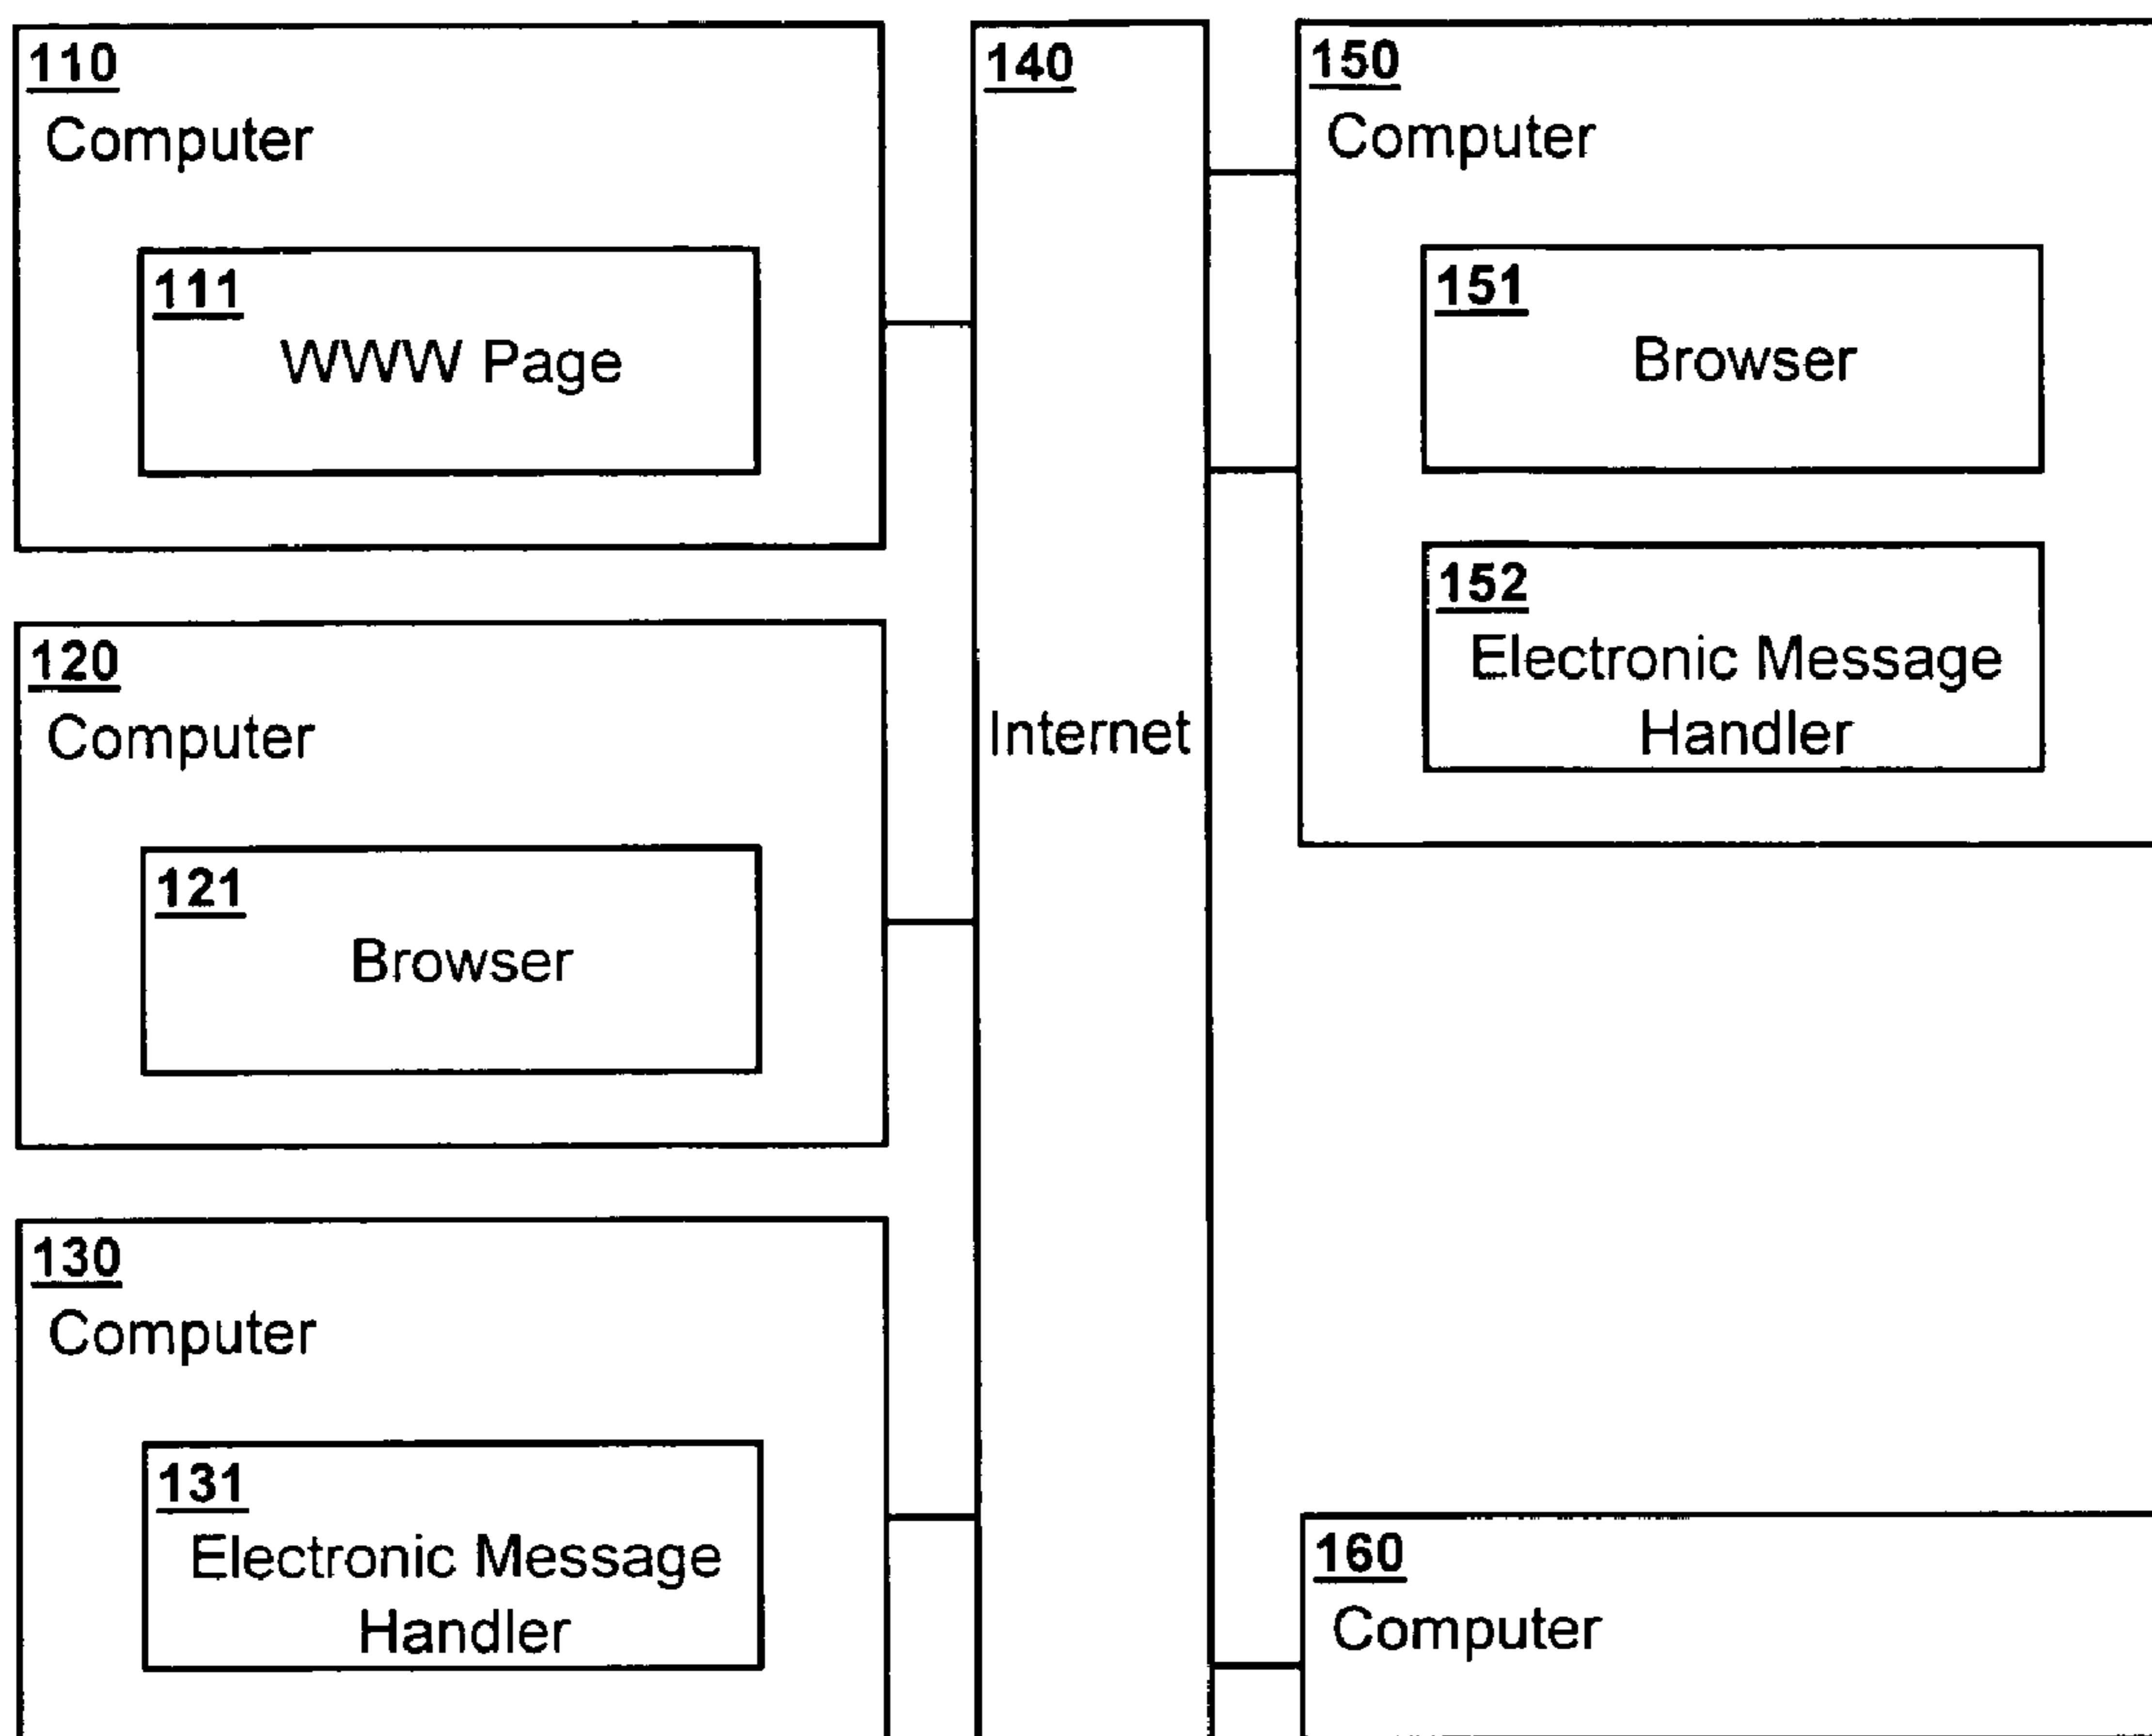 110
Computer
111
WWW Page
120
Computer
121
Browser
130
Computer
131
Electronic Message
Handler
140
Internet
150
Computer
151
Browser
152
Electronic Message
Handler
160
Computer